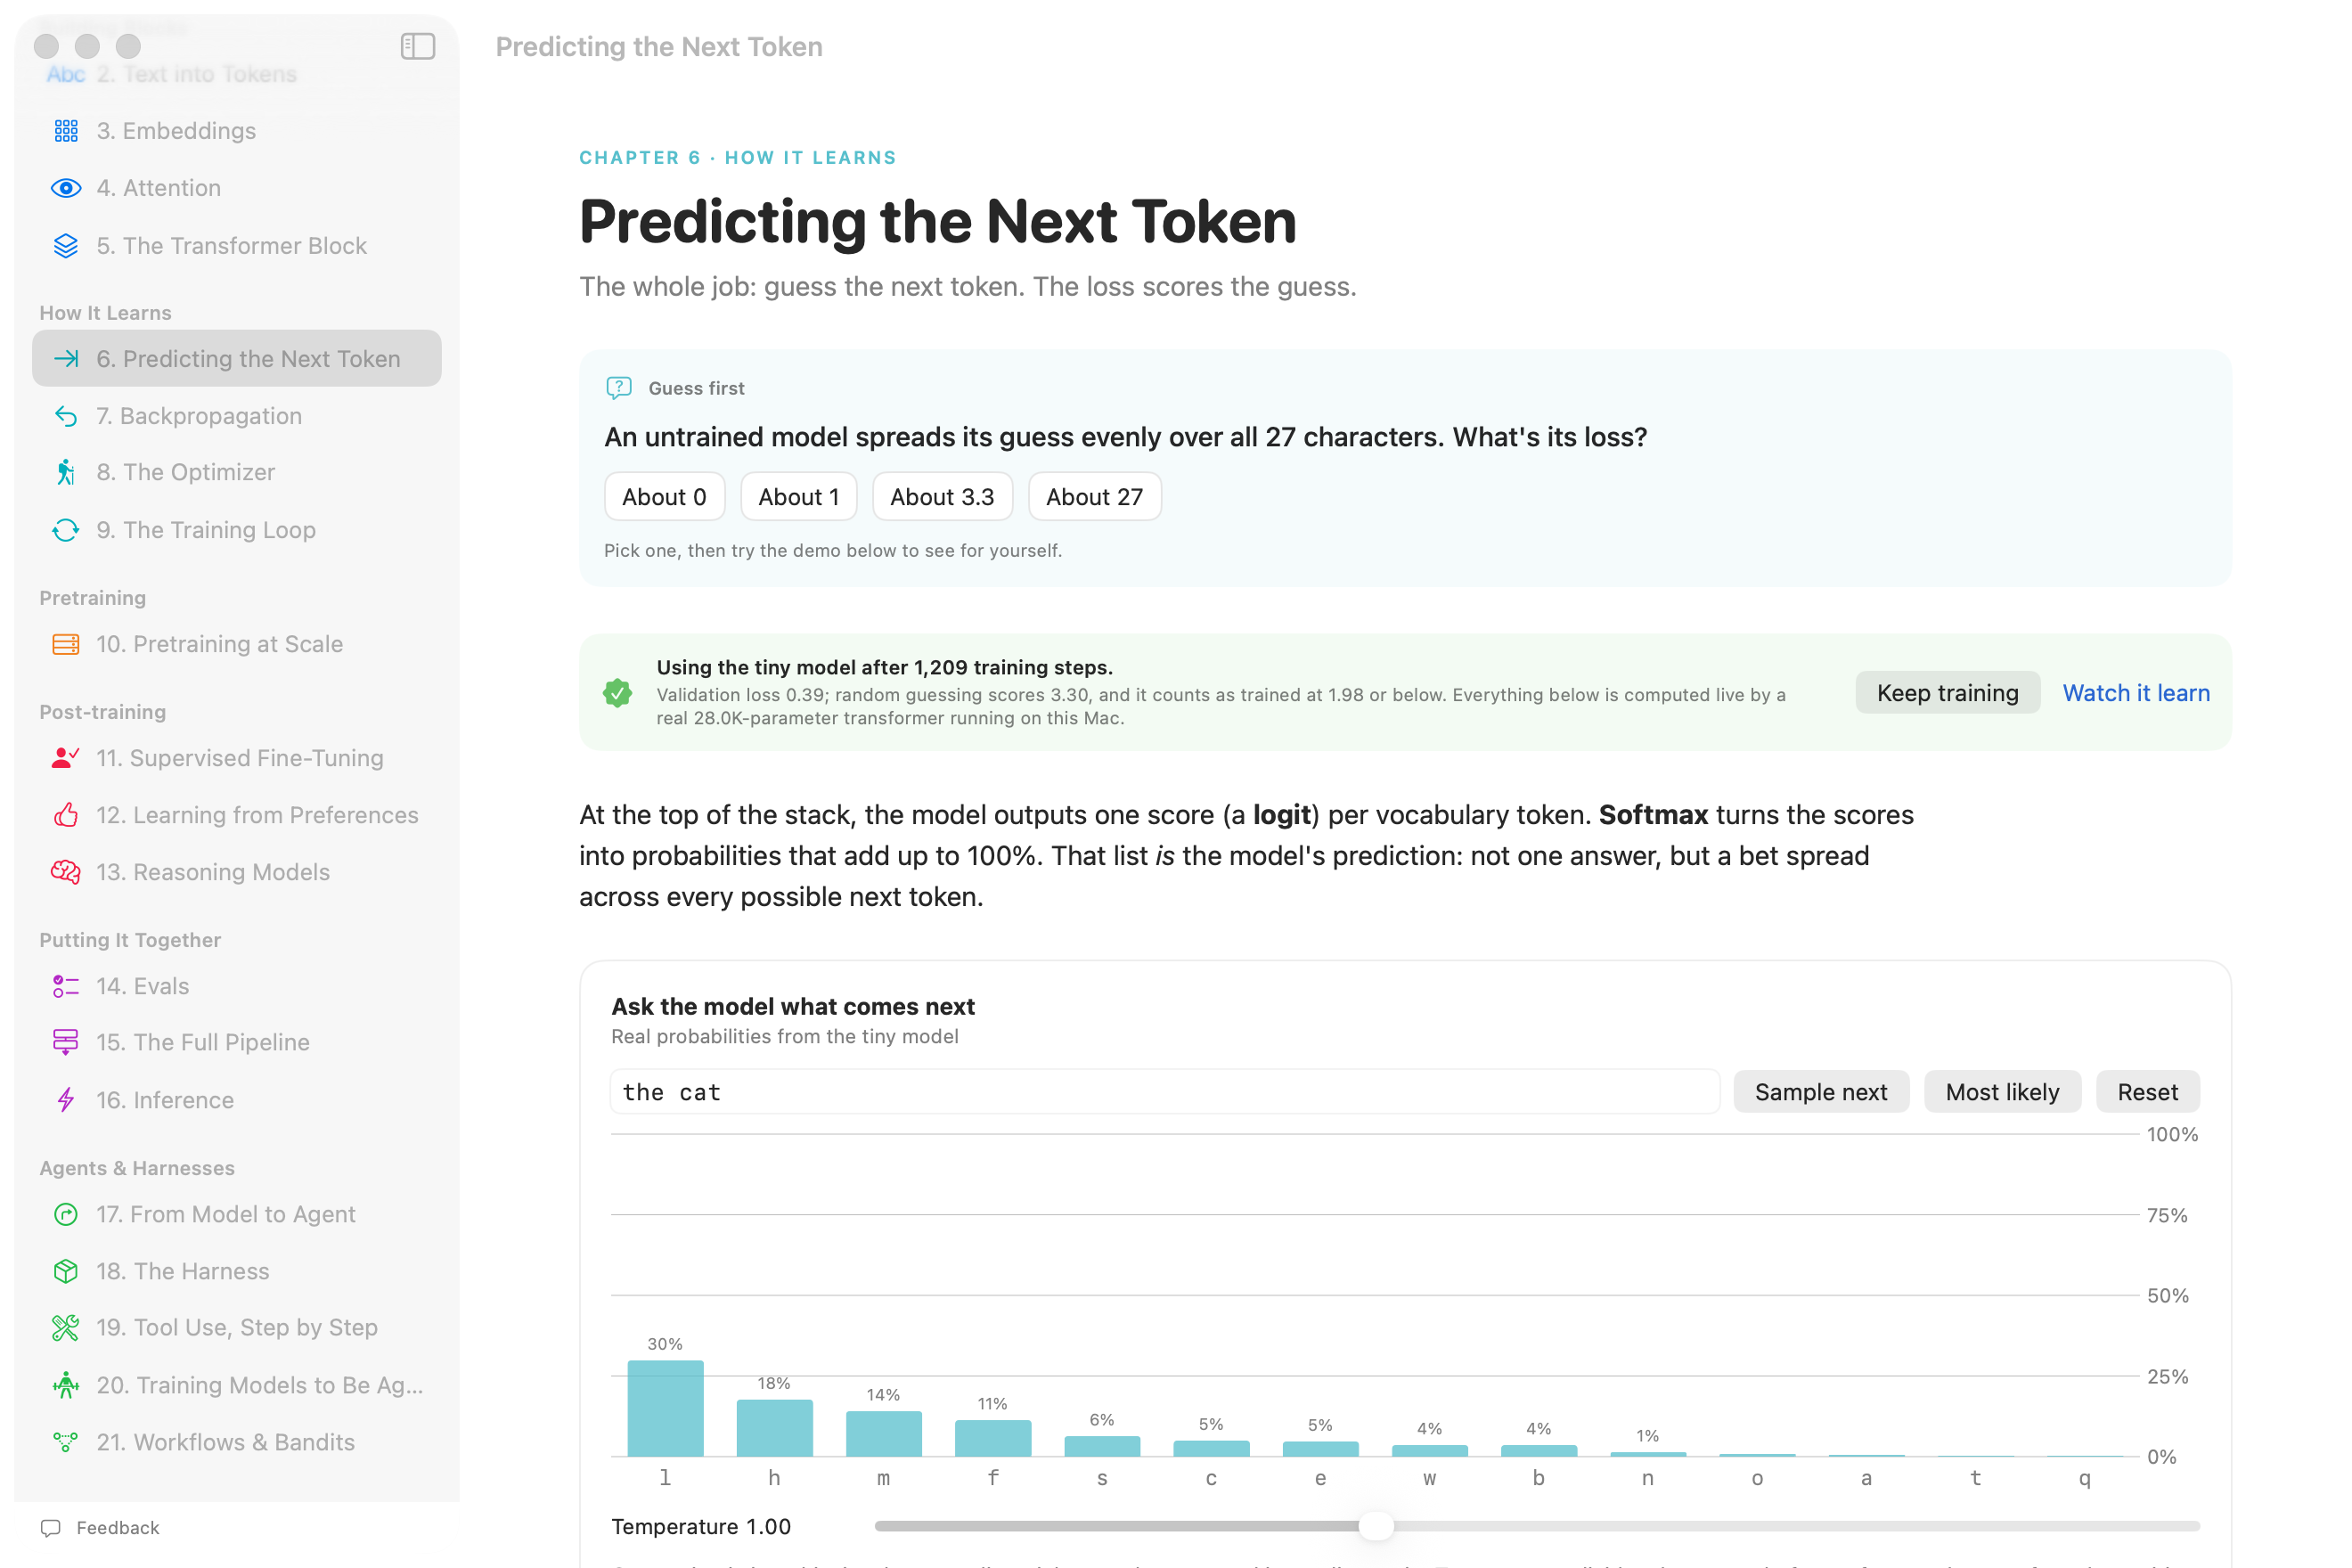 Abc 2. Text into Tokens
3. Embeddings
4. Attention
5. The Transformer Block
How It Learns
6. Predicting the Next Token
7. Backpropagation
8. The Optimizer
9. The Training Loop
Pretraining
10. Pretraining at Scale
Post-training
11. Supervised Fine-Tuning
12. Learning from Preferences
13. Reasoning Models
Putting It Together
14. Evals
15. The Full Pipeline
16. Inference
Agents & Harnesses
17. From Model to Agent
18. The Harness
19. Tool Use, Step by Step
20. Training Models to Be Ag...
21. Workflows & Bandits
Feedback
Predicting the Next Token
CHAPTER 6 · HOW IT LEARNS
Predicting the Next Token
The whole job: guess the next token. The loss scores the guess.
Guess first
An untrained model spreads its guess evenly over all 27 characters. What's its loss?
About 0 About 1 About 3.3 About 27
Pick one, then try the demo below to see for yourself.
Using the tiny model after 1,209 training steps.
Validation loss 0.39; random guessing scores 3.30, and it counts as trained at 1.98 or below. Everything below is computed live by a
real 28.0K-parameter transformer running on this Mac.
Keep training Watch it learn
At the top of the stack, the model outputs one score (a logit) per vocabulary token. Softmax turns the scores
into probabilities that add up to 100%. That list is the model's prediction: not one answer, but a bet spread
across every possible next token.
Ask the model what comes next
Real probabilities from the tiny model
the cat
Sample next Most likely Reset
100%
75%
50%
25%
0%
30% 18% 14% 11% 6% 5% 5% 4% 4% 1%
l h m f s c e w b n o a t q
Temperature 1.00